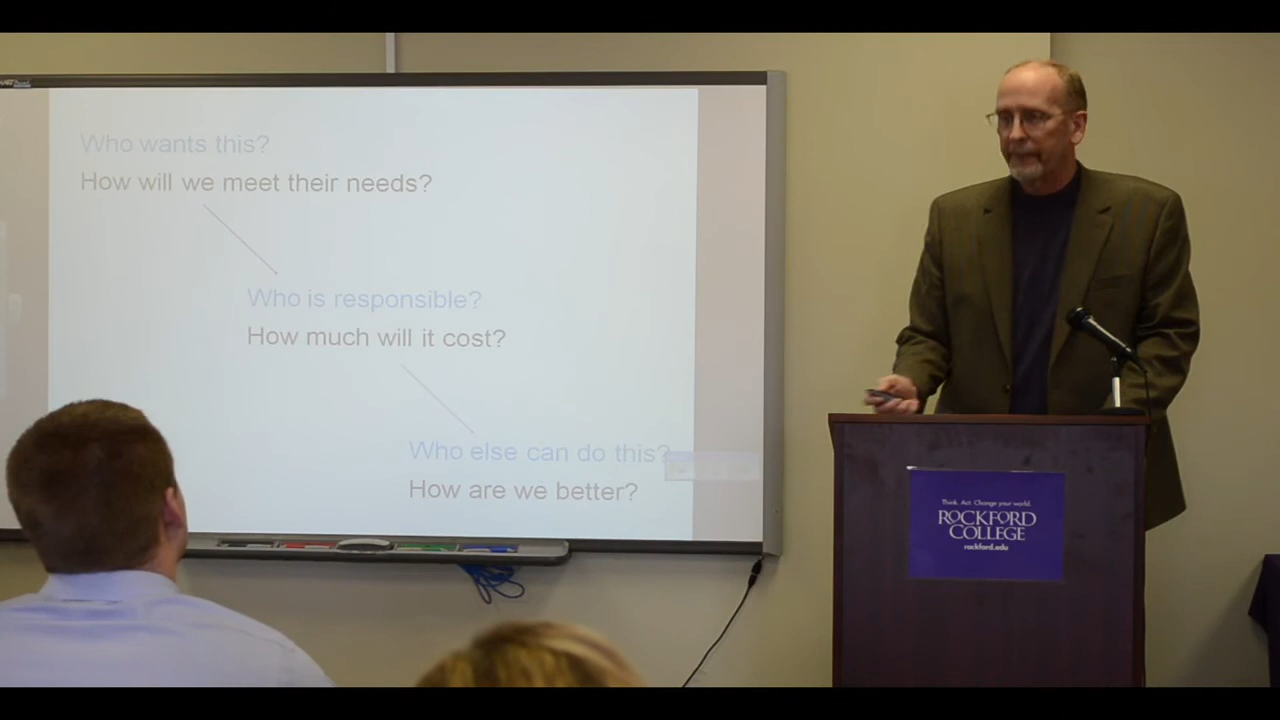 Who wants this?
How will we meet their needs?
Who is responsible?
How much will it cost?
Who else can do this?
How are we better?
Think. Act. Change your world.
ROCKFORD
COLLEGE
rockford.edu